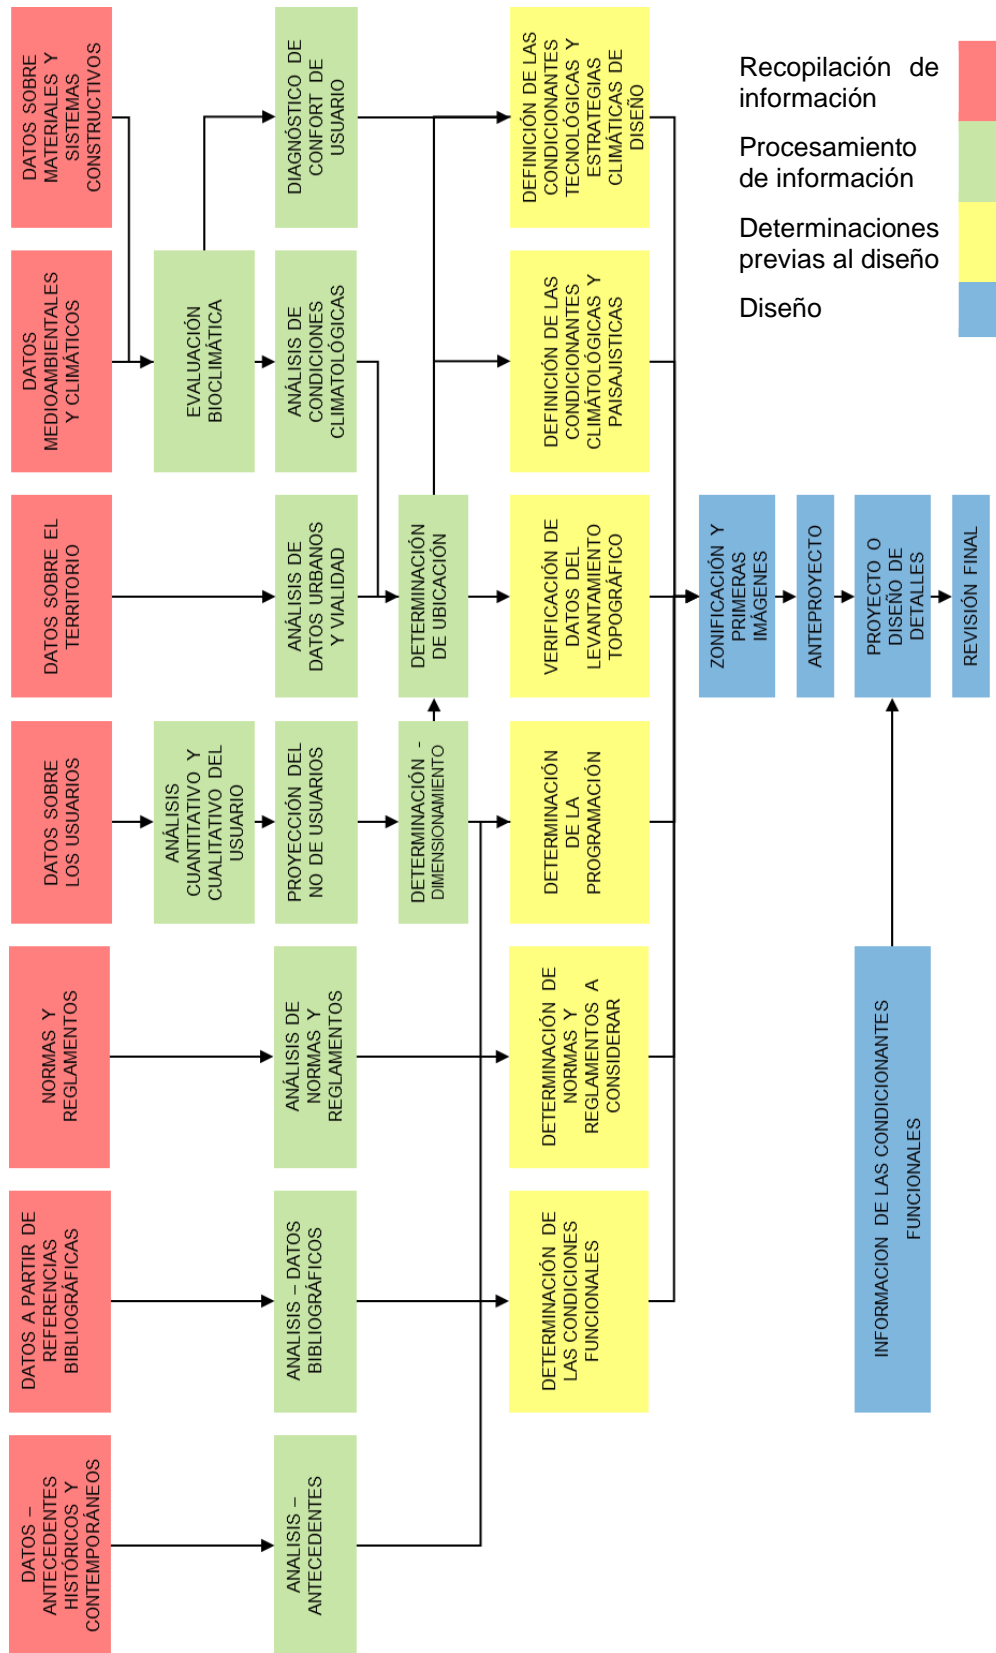 Recopilación de
información
Procesamiento
de información
Determinaciones
previas al diseño
Diseño
DATOS –
ANTECEDENTES
HISTÓRICOS Y
CONTEMPORÁNEOS
DATOS A PARTIR DE
REFERENCIAS
BIBLIOGRÁFICAS
NORMAS Y
REGLAMENTOS
DATOS SOBRE
LOS USUARIOS
DATOS SOBRE EL
TERRITORIO
DATOS
MEDIOAMBIENTALES
Y CLIMÁTICOS
DATOS SOBRE
MATERIALES Y
SISTEMAS
CONSTRUCTIVOS
ANÁLISIS
CUANTITATIVO Y
CUALITATIVO DEL
USUARIO
EVALUACIÓN
BIOCLIMÁTICA
ANALISIS –
ANTECEDENTES
ANALISIS – DATOS
BIBLIOGRÁFICOS
ANÁLISIS DE
NORMAS Y
REGLAMENTOS
PROYECCIÓN DEL
NO DE USUARIOS
ANÁLISIS DE
DATOS URBANOS
Y VIALIDAD
ANÁLISIS DE
CONDICIONES
CLIMATOLÓGICAS
DIAGNÓSTICO DE
CONFORT DE
USUARIO
DETERMINACIÓN -
DIMENSIONAMIENTO
DETERMINACIÓN
DE UBICACIÓN
DETERMINACIÓN DE
LAS CONDICIONES
FUNCIONALES
DETERMINACIÓN DE
NORMAS Y
REGLAMENTOS A
CONSIDERAR
DETERMINACIÓN
DE LA
PROGRAMACIÓN
VERIFICACIÓN DE
DATOS DEL
LEVANTAMIENTO
TOPOGRÁFICO
DEFINICIÓN DE LAS
CONDICIONANTES
CLIMÁTOLÓGICAS Y
PAISAJISTICAS
DEFINICIÓN DE LAS
CONDICIONANTES
TECNOLÓGICAS Y
ESTRATEGIAS
CLIMÁTICAS DE
DISEÑO
ZONIFICACIÓN Y
PRIMERAS
IMÁGENES
ANTEPROYECTO
INFORMACION DE LAS CONDICIONANTES
FUNCIONALES
PROYECTO O
DISEÑO DE
DETALLES
REVISIÓN FINAL